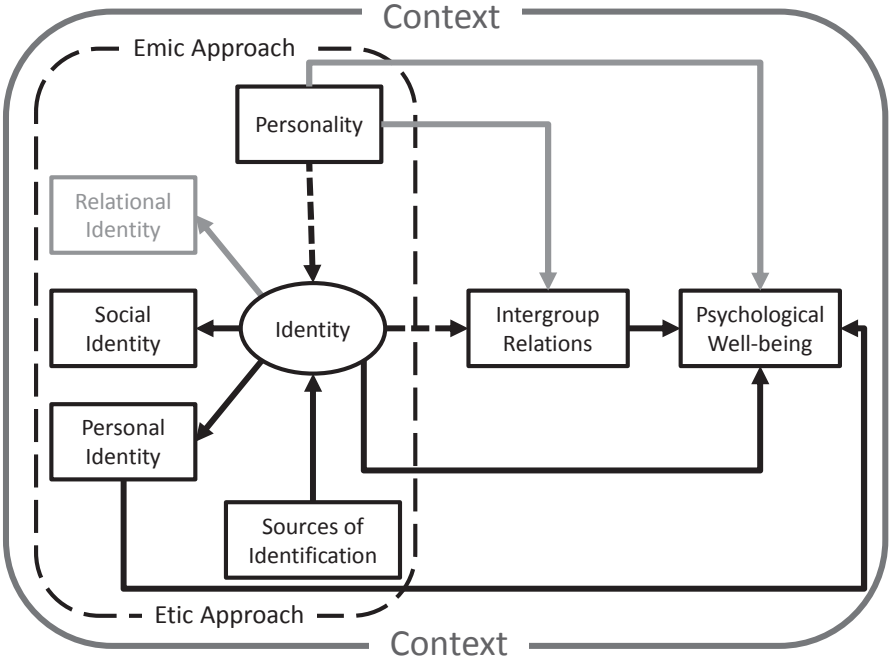 Context
Emic Approach
Personality
Relational
Identity
Social
Identity
Identity
Intergroup
Relations
Psychological
Well-being
Personal
Identity
Sources of
Identification
Etic Approach
Context